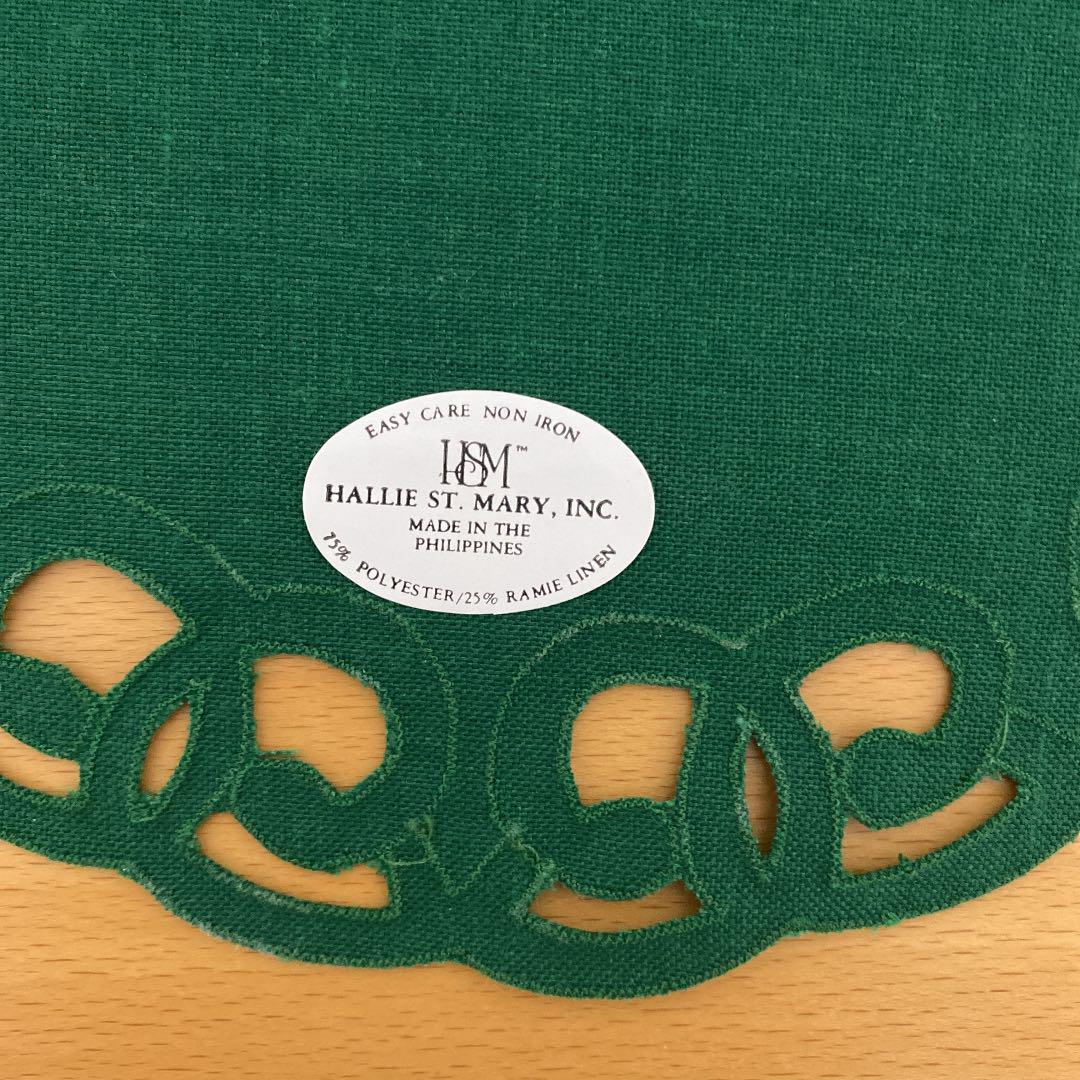 EASY CARE NON IRON
HSM™
HALLIE ST. MARY, INC.
MADE IN THE
PHILIPPINES
75% POLYESTER/25% RAMIE LINEN